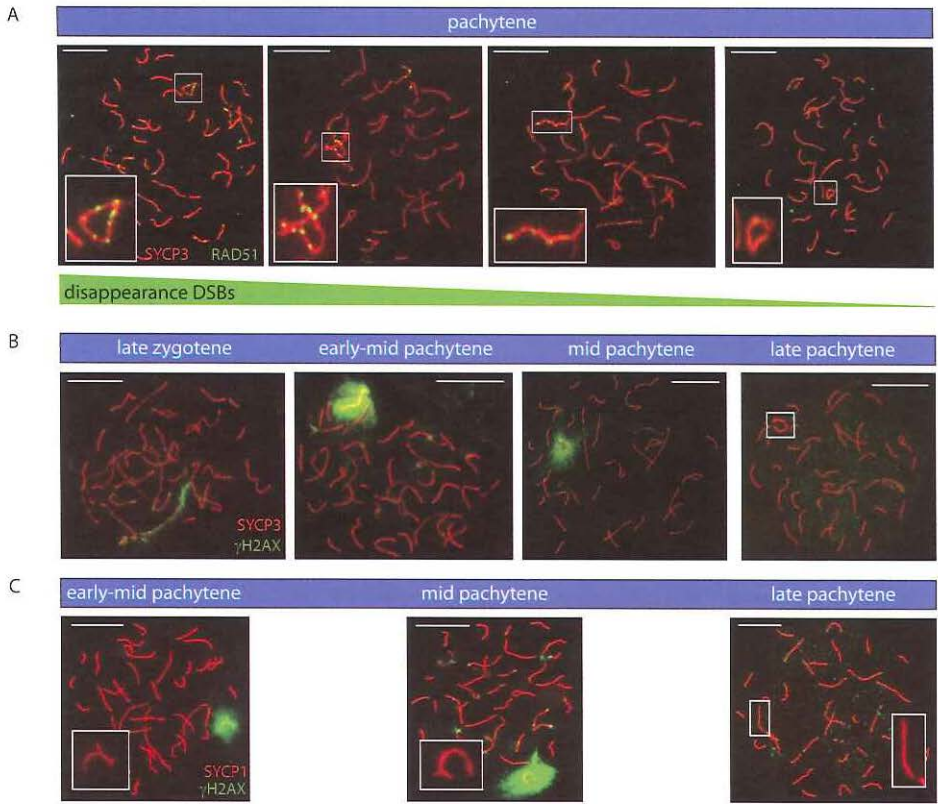 A
pachytene
SYCP3 RAD51
disappearance DSBs
B
late zygotene early-mid pachytene mid pachytene late pachytene
SYCP3
γH2AX
C
early-mid pachytene mid pachytene late pachytene
SYCP1
γH2AX